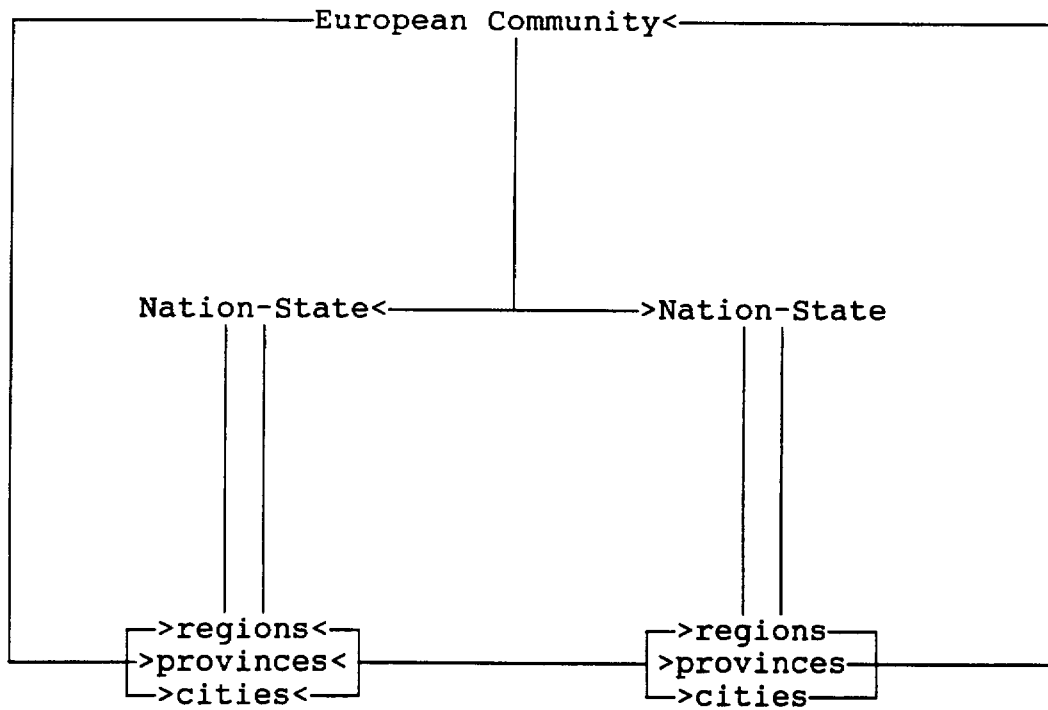 European Community<
Nation-State< >Nation-State
>regions< >regions
>provinces< >provinces
>cities< >cities